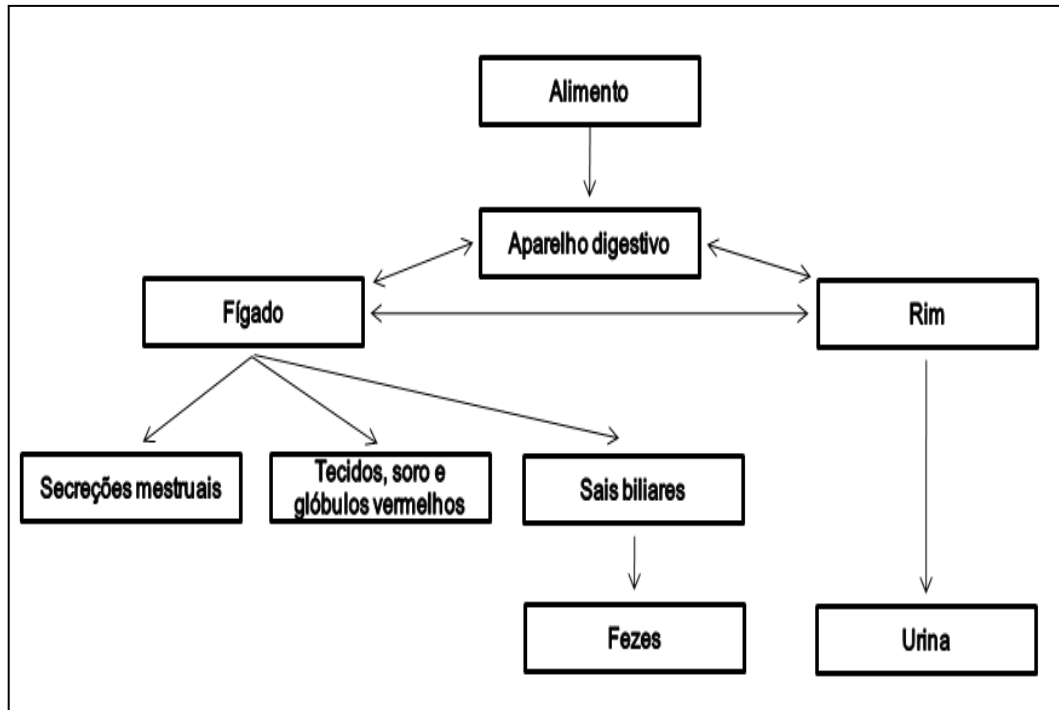 Alimento
Aparelho digestivo
Fígado
Rim
Secreções mestruais
Tecidos, soro e
glóbulos vermelhos
Sais biliares
Fezes
Urina